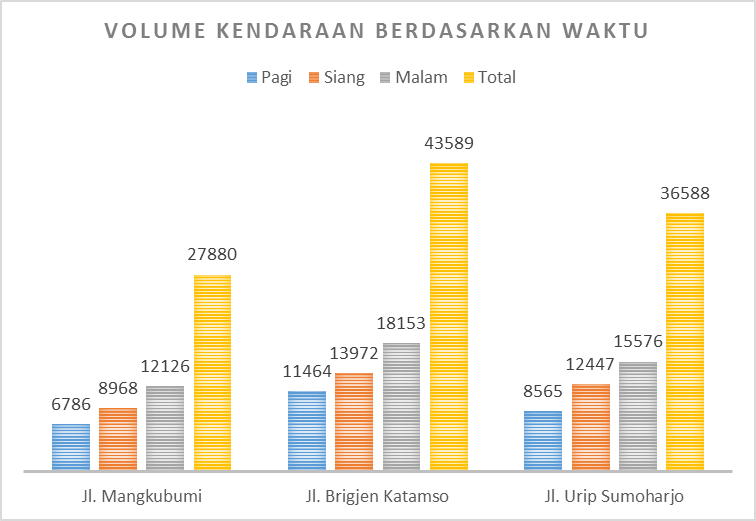 VOLUME KENDARAAN BERDASARKAN WAKTU
Pagi Siang Malam Total
6786 8968 12126 27880
11464 13972 18153 43589
8565 12447 15576 36588
Jl. Mangkubumi Jl. Brigjen Katamso Jl. Urip Sumoharjo